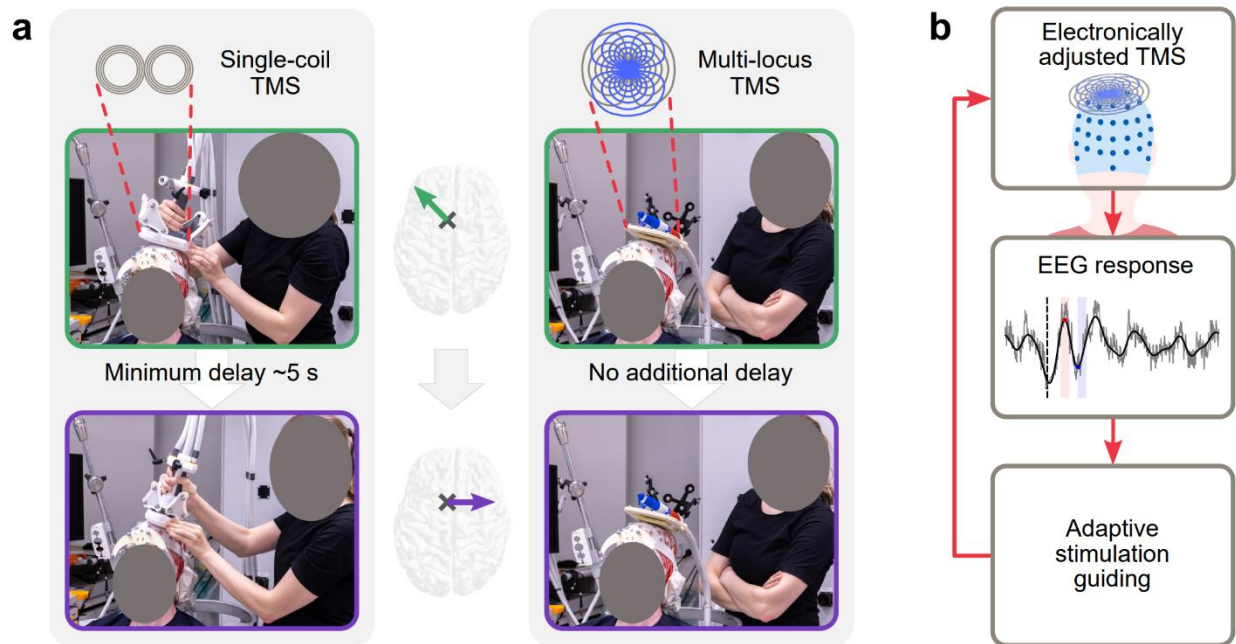 a
Single-coil
TMS
Multi-locus
TMS
Minimum delay ~5 s
No additional delay
b
Electronically
adjusted TMS
EEG response
Adaptive
stimulation
guiding